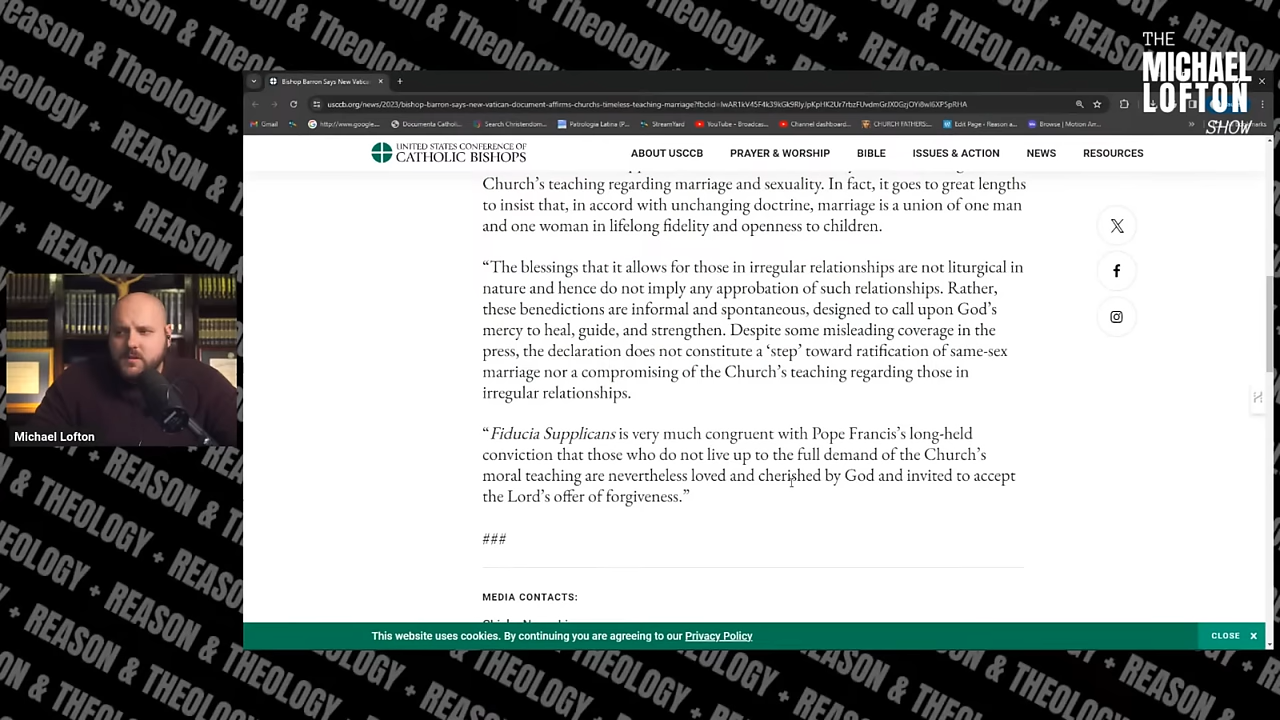 THE
MICHAEL
LOFTON
SHOW
Bishop Barron Says New Vatic
usccb.org/news/2023/bishop-barron-says-new-vatican-document-affirms-churchs-timeless-teaching-marriage?fbclid=
Gmail
http://www.google...
Documenta Catholi...
Search Christendom...
Patrologia Latina (P...
StreamYard
YouTube – Broadcas...
Channel dashboard...
CHURCH FATHERS:...
Edit Page - Reason a...
Browse | Motion Arr...
UNITED STATES CONFERENCE OF
CATHOLIC BISHOPS
ABOUT USCCB
PRAYER & WORSHIP
BIBLE
ISSUES & ACTION
NEWS
RESOURCES
Church’s teaching regarding marriage and sexuality. In fact, it goes to great lengths
to insist that, in accord with unchanging doctrine, marriage is a union of one man
and one woman in lifelong fidelity and openness to children.
“The blessings that it allows for those in irregular relationships are not liturgical in
nature and hence do not imply any approbation of such relationships. Rather,
these benedictions are informal and spontaneous, designed to call upon God’s
mercy to heal, guide, and strengthen. Despite some misleading coverage in the
press, the declaration does not constitute a ‘step’ toward ratification of same-sex
marriage nor a compromising of the Church’s teaching regarding those in
irregular relationships.
“Fiducia Supplicans is very much congruent with Pope Francis’s long-held
conviction that those who do not live up to the full demand of the Church’s
moral teaching are nevertheless loved and cherished by God and invited to accept
the Lord’s offer of forgiveness.”
###
MEDIA CONTACTS:
This website uses cookies. By continuing you are agreeing to our Privacy Policy
CLOSE X
Michael Lofton
REASON & THEOLOGY +